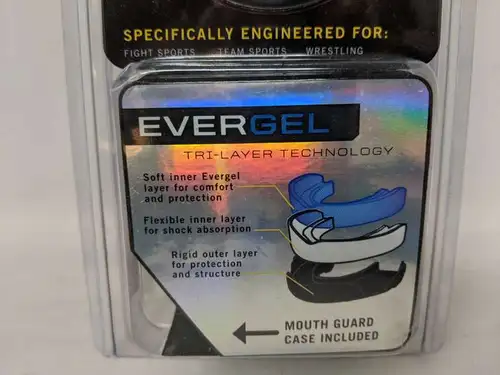 SPECIFICALLY ENGINEERED FOR:
FIGHT SPORTS TEAM SPORTS WRESTLING
EVERGEL
TRI-LAYER TECHNOLOGY
Soft inner Evergel
layer for comfort
and protection
Flexible inner layer
for shock absorption
Rigid outer layer
for protection
and structure
MOUTH GUARD
CASE INCLUDED